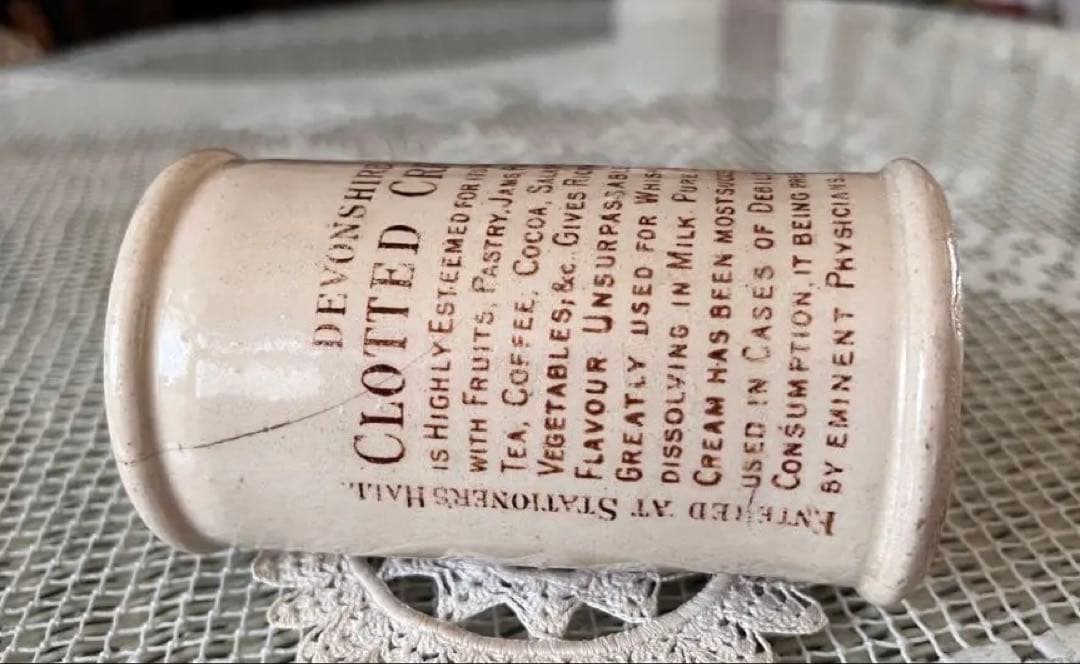 DEVONSHIRE
CLOTTED
IS HIGHLY ESTEEMED FOR
WITH FRUITS, PASTRY, JAMS
TEA, COFFEE, COCOA,
VEGETABLES, &c. GIVES
FLAVOUR UNSURPASSABL
GREATLY USED FOR
DISSOLVING IN MILK PURE
CREAM HAS BEEN MOST
USED IN CASES OF
CONSUMPTION, IT BEING
BY EMINENT PHYSICIANS.
ENTERED AT STATIONERS HALL.